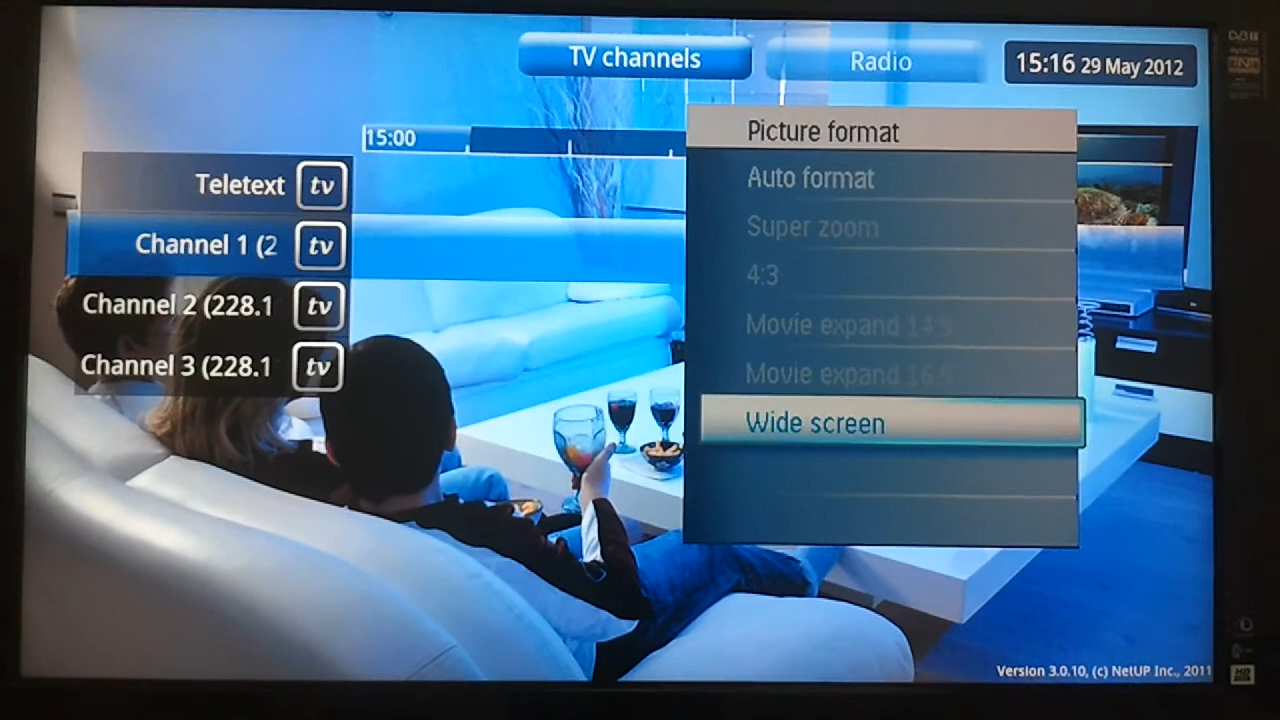 TV channels
Radio
15:16 29 May 2012
15:00
Teletext tv
Channel 1 (2 tv
Channel 2 (228.1 tv
Channel 3 (228.1 tv
Picture format
Auto format
Super zoom
4:3
Movie expand 14:9
Movie expand 16:9
Wide screen
Version 3.0.10, (c) NetUP Inc., 2011
HD